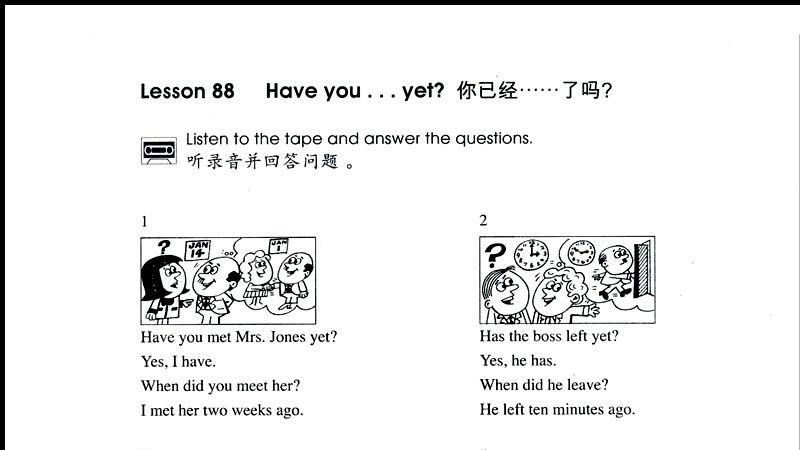 Lesson 88 Have you . . . yet? 你已经……了吗?
Listen to the tape and answer the questions.
听录音并回答问题。
1
?
JAN 14
JAN 1
Have you met Mrs. Jones yet?
Yes, I have.
When did you meet her?
I met her two weeks ago.
2
?
Has the boss left yet?
Yes, he has.
When did he leave?
He left ten minutes ago.